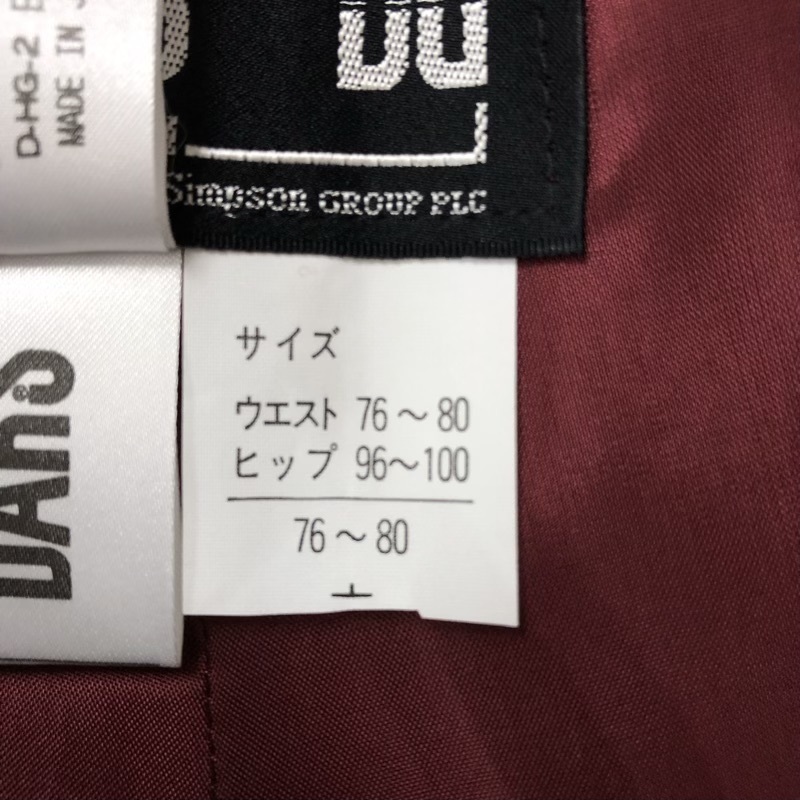 D-HG-2
MADE IN J
Simpson GROUP PLC
DAKS
サイズ
ウエスト 76～80
ヒップ 96～100
76～80